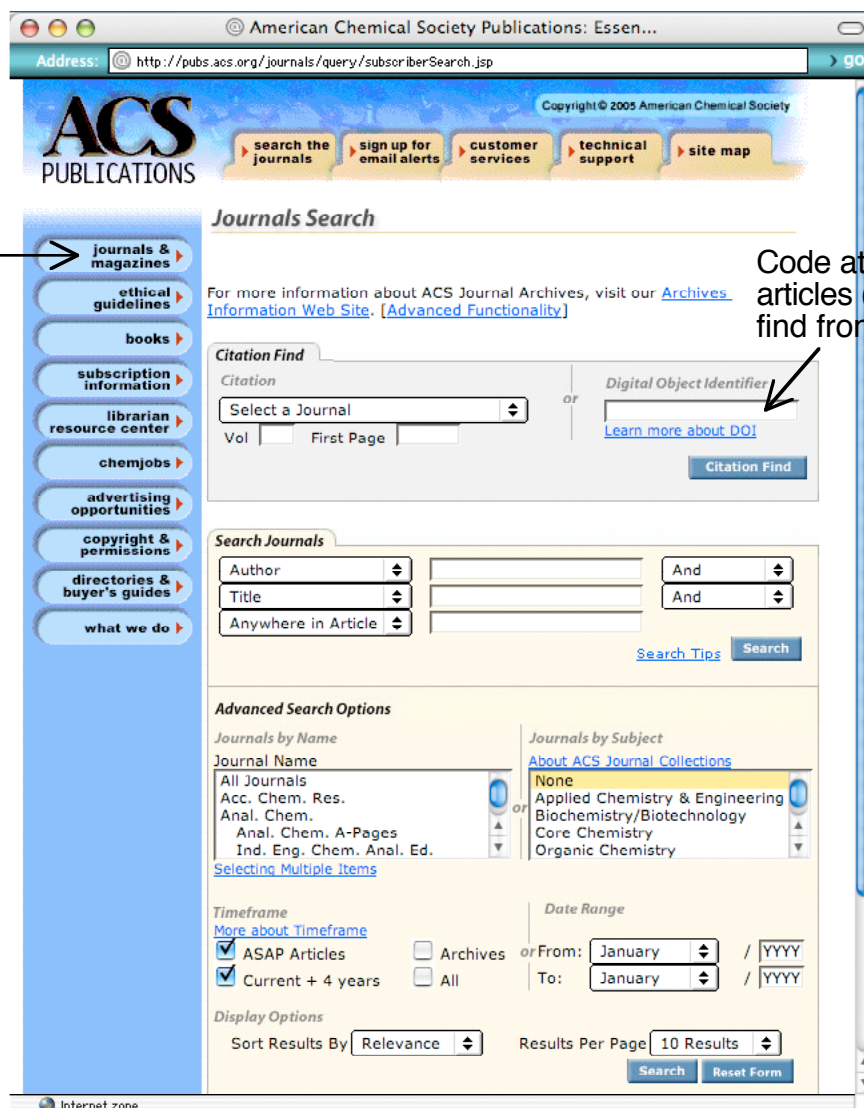 American Chemical Society Publications: Essen...
Address: http://pubs.acs.org/journals/query/subscriberSearch.jsp
go
Copyright © 2005 American Chemical Society
ACS
PUBLICATIONS
search the journals
sign up for email alerts
customer services
technical support
site map
Journals Search
journals & magazines
ethical guidelines
books
subscription information
librarian resource center
chemjobs
advertising opportunities
copyright & permissions
directories & buyer's guides
what we do
Code at
articles
find from
For more information about ACS Journal Archives, visit our Archives
Information Web Site. [Advanced Functionality]
Citation Find
Citation
or
Digital Object Identifier
Select a Journal
Vol First Page
Learn more about DOI
Citation Find
Search Journals
Author And
Title And
Anywhere in Article
Search Tips Search
Advanced Search Options
Journals by Name
Journal Name
All Journals
Acc. Chem. Res.
Anal. Chem.
Anal. Chem. A-Pages
Ind. Eng. Chem. Anal. Ed.
Selecting Multiple Items
or
Journals by Subject
About ACS Journal Collections
None
Applied Chemistry & Engineering
Biochemistry/Biotechnology
Core Chemistry
Organic Chemistry
Timeframe
More about Timeframe
ASAP Articles Archives
Current + 4 years All
or
Date Range
From: January / YYYY
To: January / YYYY
Display Options
Sort Results By Relevance Results Per Page 10 Results
Search Reset Form
Internet zone